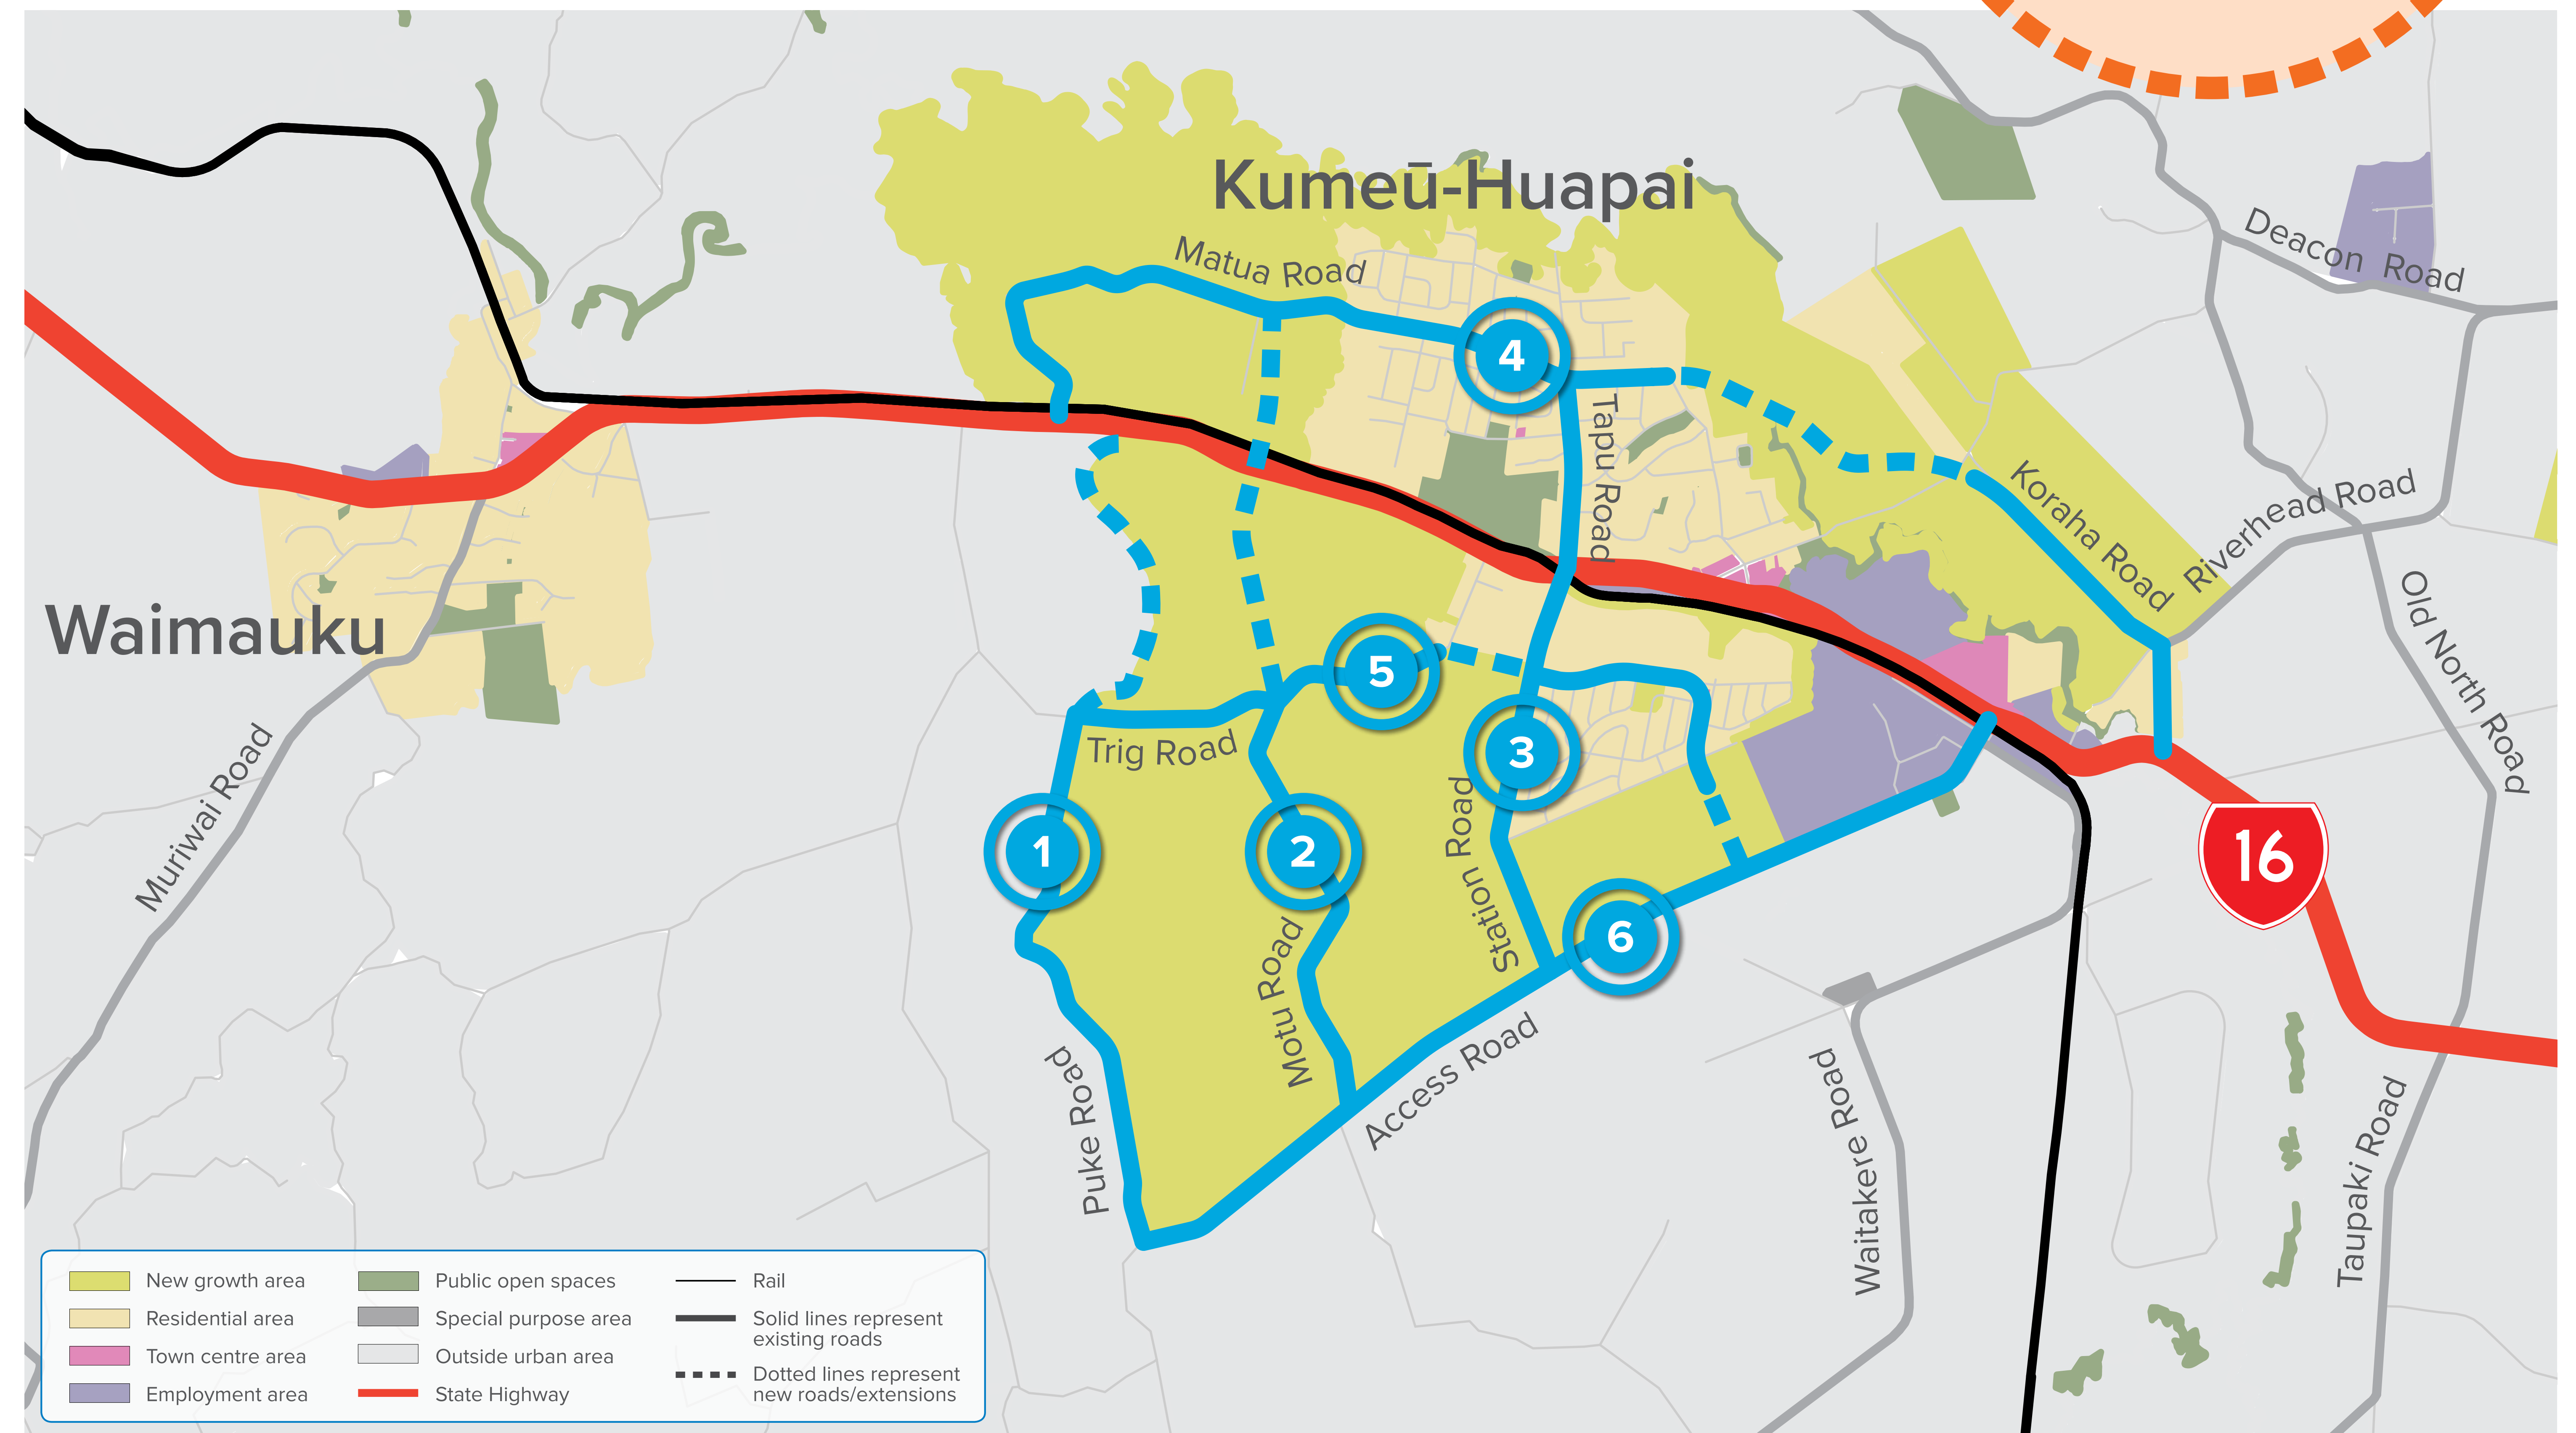 Kumeū-Huapai
Deacon Road
Matua Road
4
Tapu Road
Koraha Road
Riverhead Road
Waimauku
Old North Road
5
Trig Road
3
Muriwai Road
1
2
Station Road
16
6
Motu Road
Access Road
Puke Road
Waitakere Road
Taupaki Road
New growth area
Residential area
Town centre area
Employment area
Public open spaces
Special purpose area
Outside urban area
State Highway
Rail
Solid lines represent
existing roads
Dotted lines represent
new roads/extensions